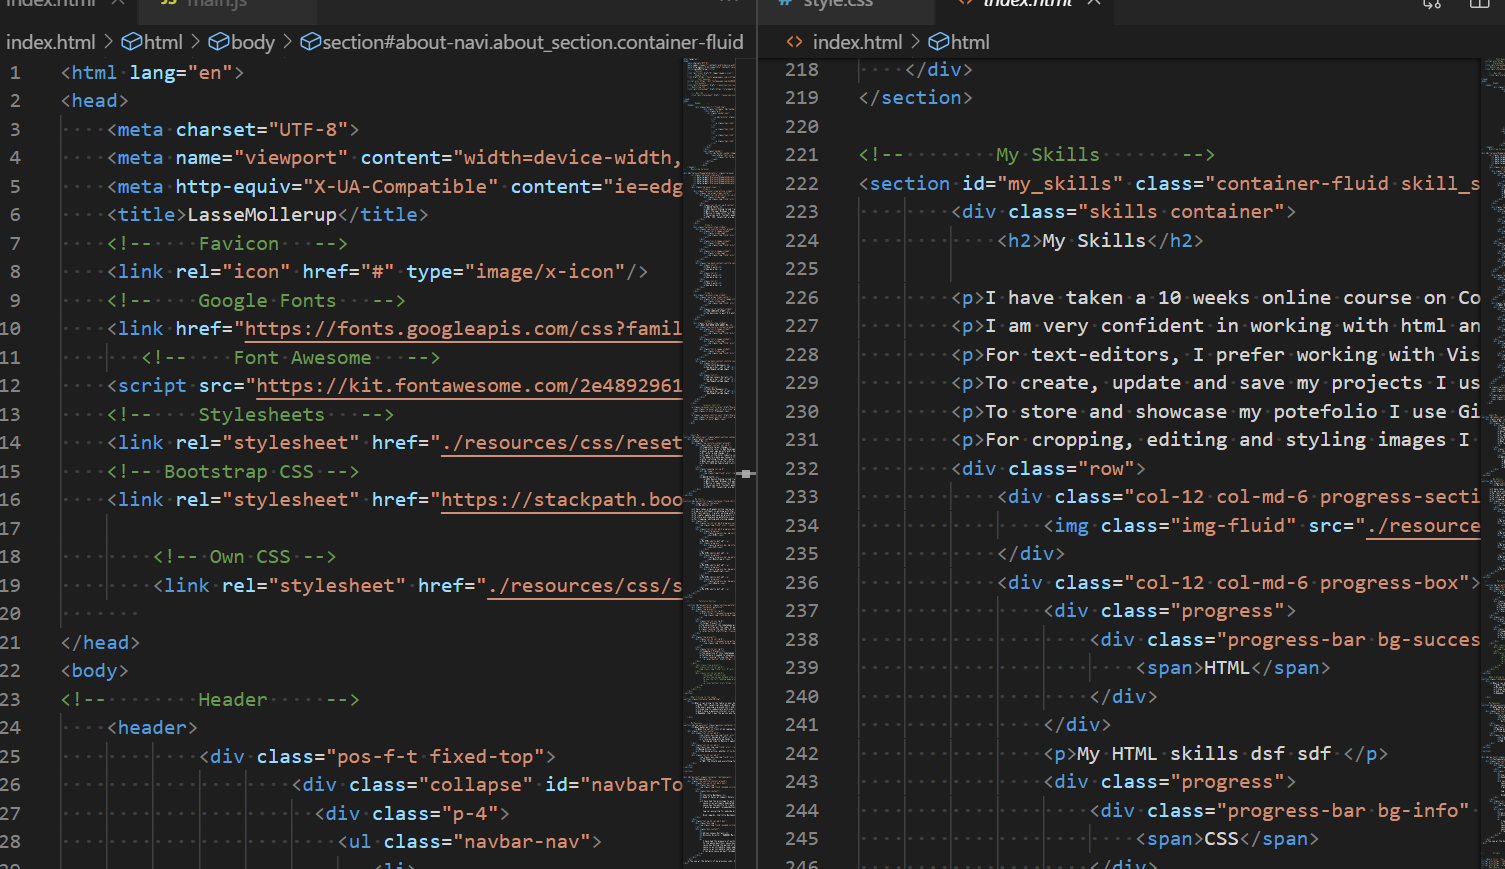 index.html
main.js
index.html > html > body > section#about-navi.about_section.container-fluid
1 <html lang="en">
2 <head>
3 <meta charset="UTF-8">
4 <meta name="viewport" content="width=device-width,
5 <meta http-equiv="X-UA-Compatible" content="ie=edg
6 <title>LasseMollerup</title>
7 <!-- Favicon -->
8 <link rel="icon" href="#" type="image/x-icon"/>
9 <!-- Google Fonts -->
10 <link href="https://fonts.googleapis.com/css?famil
11 <!-- Font Awesome -->
12 <script src="https://kit.fontawesome.com/2e4892961
13 <!-- Stylesheets -->
14 <link rel="stylesheet" href="./resources/css/reset
15 <!-- Bootstrap CSS -->
16 <link rel="stylesheet" href="https://stackpath.boo
17
18 <!-- Own CSS -->
19 <link rel="stylesheet" href="./resources/css/s
20
21 </head>
22 <body>
23 <!-- Header -->
24 <header>
25 <div class="pos-f-t fixed-top">
26 <div class="collapse" id="navbarTo
27 <div class="p-4">
28 <ul class="navbar-nav">
29 <li>
style.css
index.html
index.html > html
218 </div>
219 </section>
220
221 <!-- My Skills -->
222 <section id="my_skills" class="container-fluid skill_s
223 <div class="skills container">
224 <h2>My Skills</h2>
225
226 <p>I have taken a 10 weeks online course on Co
227 <p>I am very confident in working with html an
228 <p>For text-editors, I prefer working with Vis
229 <p>To create, update and save my projects I us
230 <p>To store and showcase my potefolio I use Gi
231 <p>For cropping, editing and styling images I
232 <div class="row">
233 <div class="col-12 col-md-6 progress-secti
234 <img class="img-fluid" src="./resource
235 </div>
236 <div class="col-12 col-md-6 progress-box">
237 <div class="progress">
238 <div class="progress-bar bg-succes
239 <span>HTML</span>
240 </div>
241 </div>
242 <p>My HTML skills dsf sdf </p>
243 <div class="progress">
244 <div class="progress-bar bg-info"
245 <span>CSS</span>
246 </div>